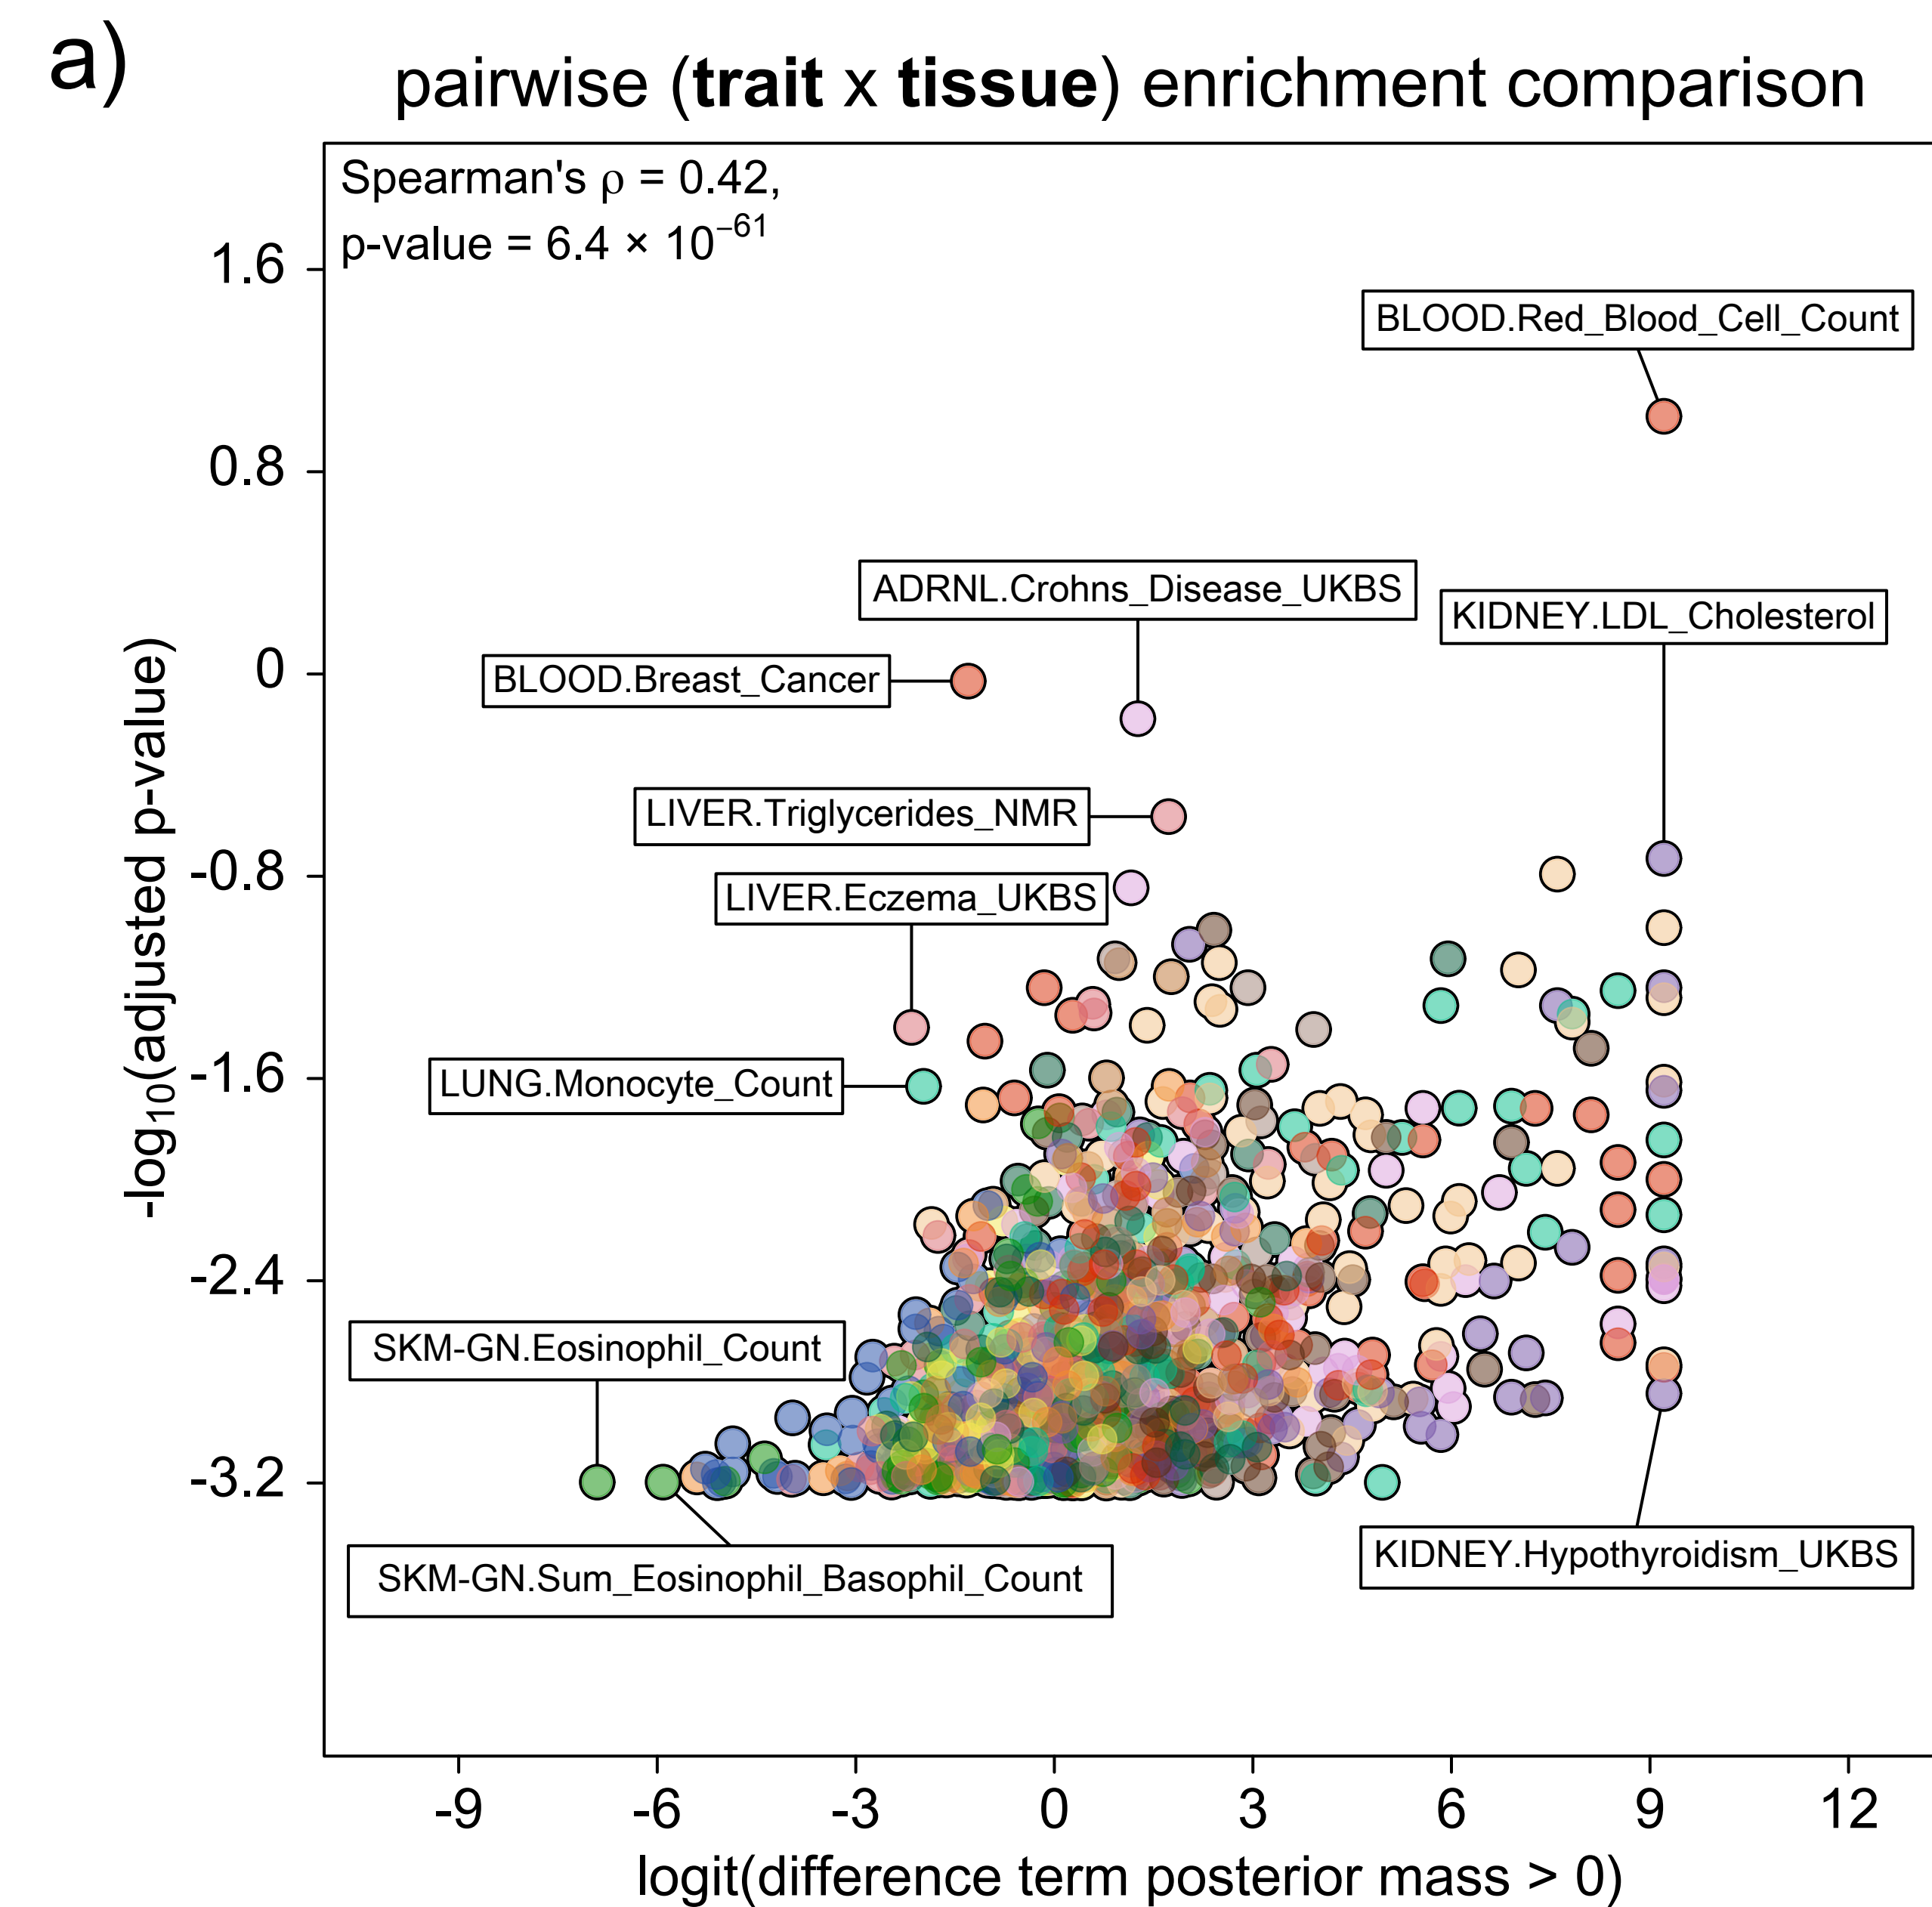 a)
pairwise (trait x tissue) enrichment comparison
Spearman's ρ = 0.42,
p-value = 6.4 × 10⁻⁶¹
1.6
0.8
0
-0.8
-1.6
-2.4
-3.2
-log₁₀(adjusted p-value)
BLOOD.Red_Blood_Cell_Count
ADRNL.Crohns_Disease_UKBS
KIDNEY.LDL_Cholesterol
BLOOD.Breast_Cancer
LIVER.Triglycerides_NMR
LIVER.Eczema_UKBS
LUNG.Monocyte_Count
SKM-GN.Eosinophil_Count
KIDNEY.Hypothyroidism_UKBS
SKM-GN.Sum_Eosinophil_Basophil_Count
-9 -6 -3 0 3 6 9 12
logit(difference term posterior mass > 0)